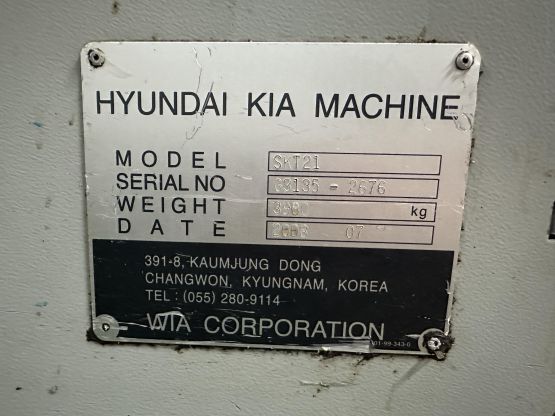 HYUNDAI KIA MACHINE
MODEL SKT21
SERIAL NO
WEIGHT kg
DATE 07
391-8, KAUMJUNG DONG
CHANGWON, KYUNGNAM, KOREA
TEL : (055) 280-9114
WIA CORPORATION